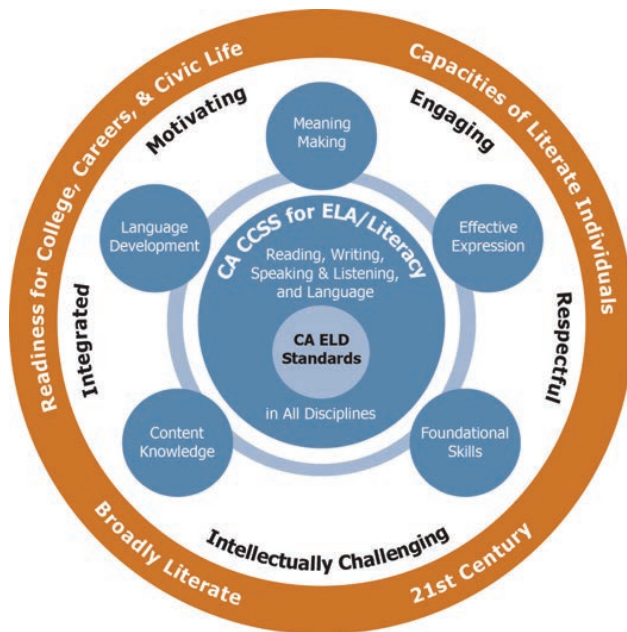 Readiness for College, Careers, & Civic Life
Capacities of Literate Individuals
Motivating
Engaging
Meaning
Making
Language
Development
Effective
Expression
CA CCSS for ELA/Literacy
Reading, Writing,
Speaking & Listening,
and Language
CA ELD
Standards
in All Disciplines
Integrated
Respectful
Content
Knowledge
Foundational
Skills
Intellectually Challenging
Broadly Literate
21st Century